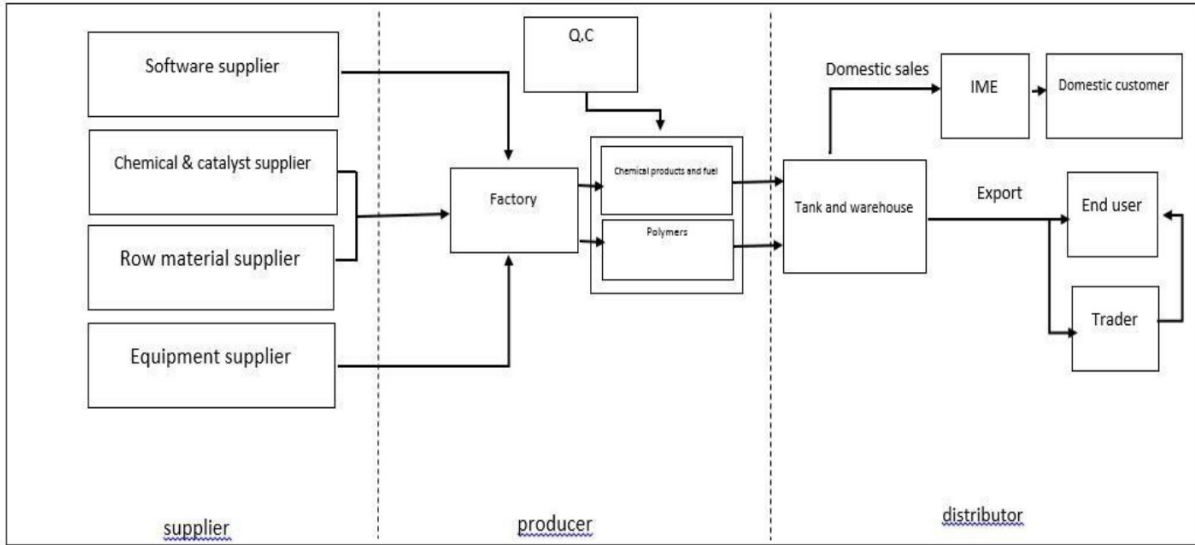 Software supplier
Chemical & catalyst supplier
Row material supplier
Equipment supplier
supplier
Q.C
Factory
Chemical products and fuel
Polymers
producer
Domestic sales
IME
Domestic customer
Tank and warehouse
Export
End user
Trader
distributor